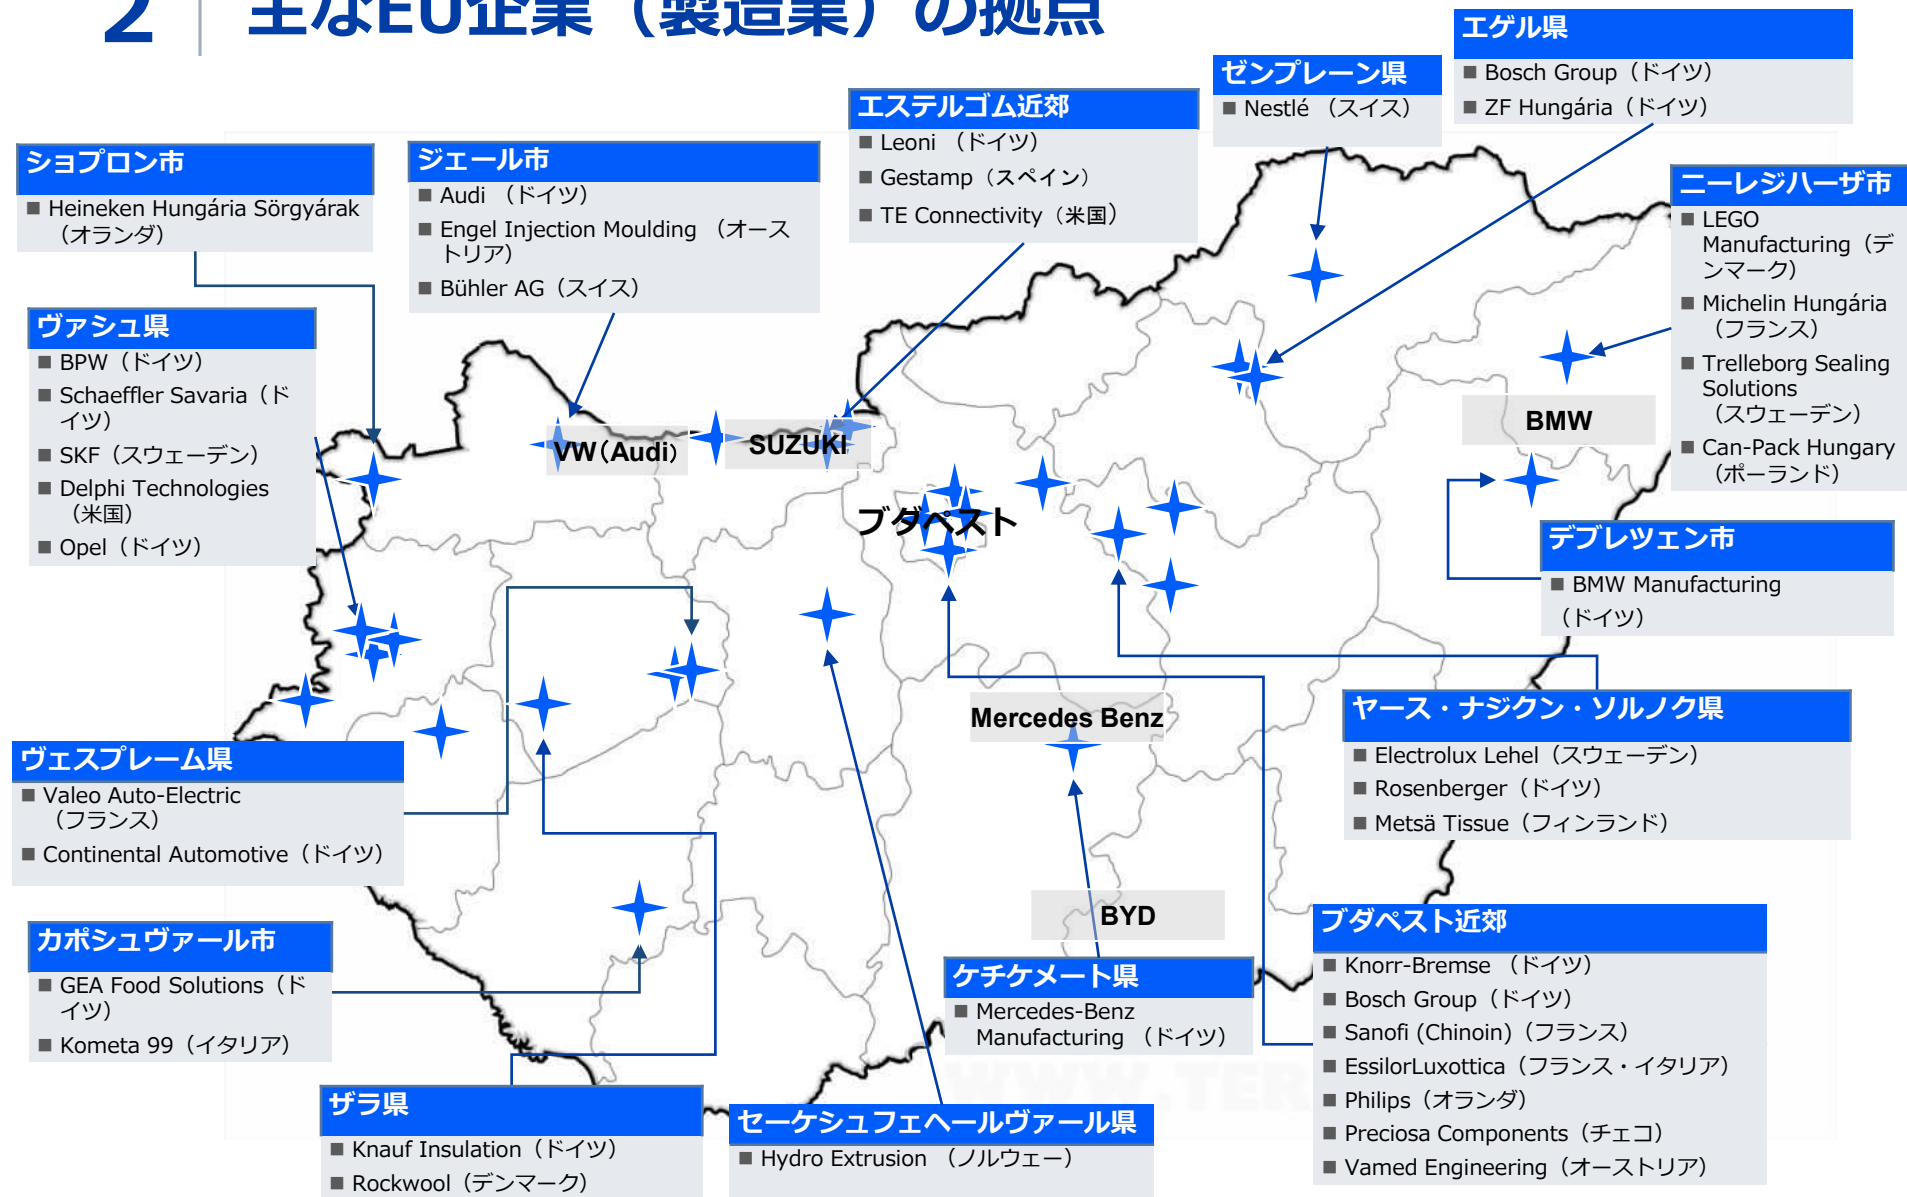 2 主なEU企業（製造業）の拠点
エゲル県
■ Bosch Group（ドイツ）
■ ZF Hungária（ドイツ）
ゼンプレーン県
■ Nestlé （スイス）
エステルゴム近郊
■ Leoni （ドイツ）
■ Gestamp（スペイン）
■ TE Connectivity（米国）
ショプロン市
■ Heineken Hungária Sörgyárak
（オランダ）
ジェール市
■ Audi （ドイツ）
■ Engel Injection Moulding （オース
トリア）
■ Bühler AG（スイス）
ニーレジハーザ市
■ LEGO
Manufacturing（デ
ンマーク）
■ Michelin Hungária
（フランス）
■ Trelleborg Sealing
Solutions
（スウェーデン）
■ Can-Pack Hungary
（ポーランド）
ヴァシュ県
■ BPW（ドイツ）
■ Schaeffler Savaria（ド
イツ）
■ SKF（スウェーデン）
■ Delphi Technologies
（米国）
■ Opel（ドイツ）
VW（Audi）
SUZUKI
BMW
ブダペスト
デブレツェン市
■ BMW Manufacturing
（ドイツ）
Mercedes Benz
ヤース・ナジクン・ソルノク県
■ Electrolux Lehel（スウェーデン）
■ Rosenberger（ドイツ）
■ Metsä Tissue（フィンランド）
ヴェスプレーム県
■ Valeo Auto-Electric
（フランス）
■ Continental Automotive（ドイツ）
BYD
カポシュヴァール市
■ GEA Food Solutions（ド
イツ）
■ Kometa 99（イタリア）
ケチケメート県
■ Mercedes-Benz
Manufacturing （ドイツ）
ブダペスト近郊
■ Knorr-Bremse （ドイツ）
■ Bosch Group（ドイツ）
■ Sanofi (Chinoin)（フランス）
■ EssilorLuxottica（フランス・イタリア）
■ Philips（オランダ）
■ Preciosa Components（チェコ）
■ Vamed Engineering（オーストリア）
ザラ県
■ Knauf Insulation（ドイツ）
■ Rockwool（デンマーク）
セーケシュフェヘールヴァール県
■ Hydro Extrusion （ノルウェー）
WWW.TER